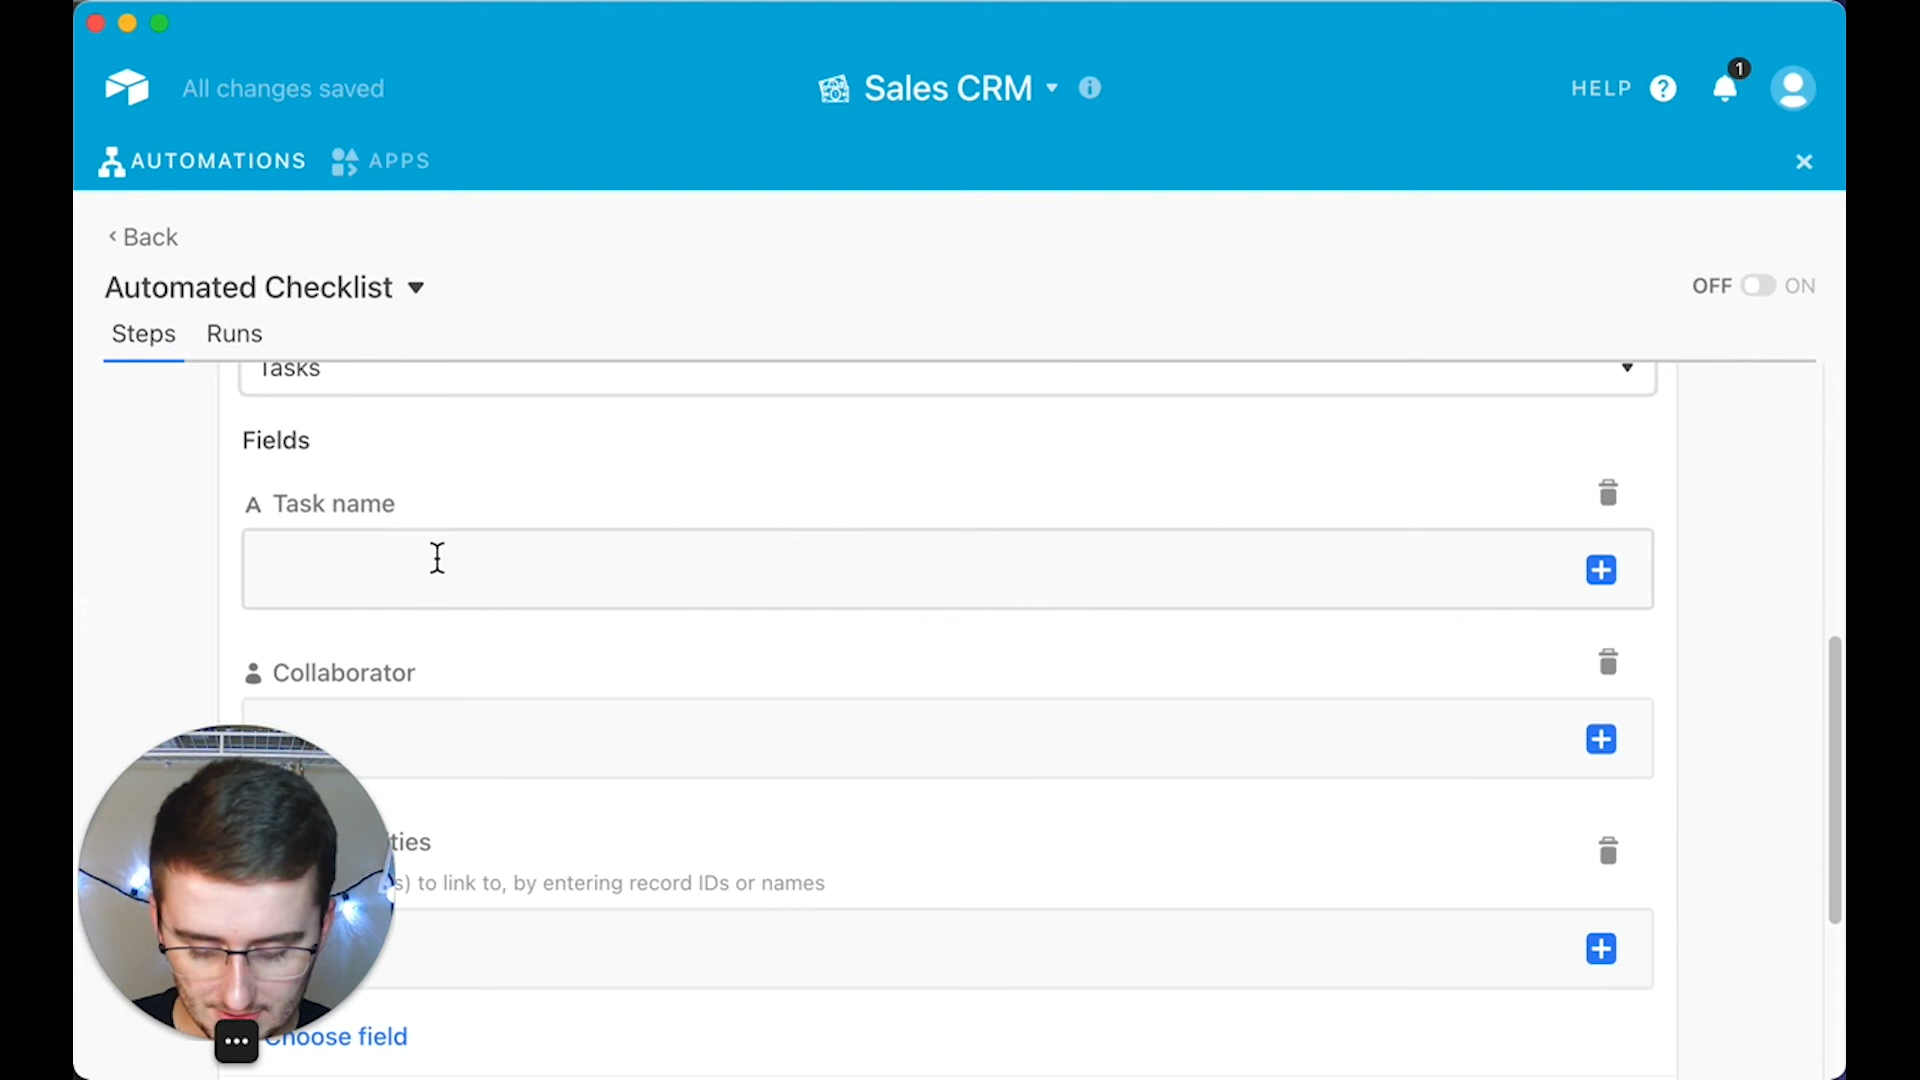 All changes saved
Sales CRM
HELP ?
1
AUTOMATIONS
APPS
Back
Automated Checklist
OFF ON
Steps
Runs
Tasks
Fields
A Task name
Collaborator
ties
s) to link to, by entering record IDs or names
Choose field